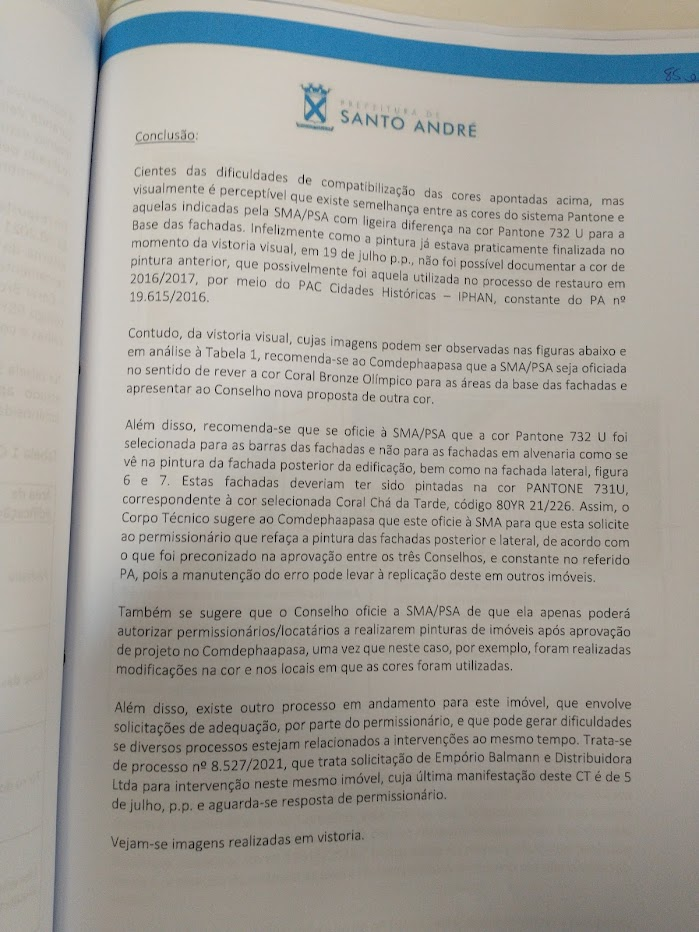 85
PREFEITURA DE
SANTO ANDRÉ
Conclusão:
Cientes das dificuldades de compatibilização das cores apontadas acima, mas
visualmente é perceptível que existe semelhança entre as cores do sistema Pantone e
aquelas indicadas pela SMA/PSA com ligeira diferença na cor Pantone 732 U para a
Base das fachadas. Infelizmente como a pintura já estava praticamente finalizada no
momento da vistoria visual, em 19 de julho p.p., não foi possível documentar a cor de
pintura anterior, que possivelmente foi aquela utilizada no processo de restauro em
2016/2017, por meio do PAC Cidades Históricas – IPHAN, constante do PA nº
19.615/2016.
Contudo, da vistoria visual, cujas imagens podem ser observadas nas figuras abaixo e
em análise à Tabela 1, recomenda-se ao Comdephaapasa que a SMA/PSA seja oficiada
no sentido de rever a cor Coral Bronze Olímpico para as áreas da base das fachadas e
apresentar ao Conselho nova proposta de outra cor.
Além disso, recomenda-se que se oficie à SMA/PSA que a cor Pantone 732 U foi
selecionada para as barras das fachadas e não para as fachadas em alvenaria como se
vê na pintura da fachada posterior da edificação, bem como na fachada lateral, figura
6 e 7. Estas fachadas deveriam ter sido pintadas na cor PANTONE 731U,
correspondente à cor selecionada Coral Chá da Tarde, código 80YR 21/226. Assim, o
Corpo Técnico sugere ao Comdephaapasa que este oficie à SMA para que esta solicite
ao permissionário que refaça a pintura das fachadas posterior e lateral, de acordo com
o que foi preconizado na aprovação entre os três Conselhos, e constante no referido
PA, pois a manutenção do erro pode levar à replicação deste em outros imóveis.
Também se sugere que o Conselho oficie a SMA/PSA de que ela apenas poderá
autorizar permissionários/locatários a realizarem pinturas de imóveis após aprovação
de projeto no Comdephaapasa, uma vez que neste caso, por exemplo, foram realizadas
modificações na cor e nos locais em que as cores foram utilizadas.
Além disso, existe outro processo em andamento para este imóvel, que envolve
solicitações de adequação, por parte do permissionário, e que pode gerar dificuldades
se diversos processos estejam relacionados a intervenções ao mesmo tempo. Trata-se
de processo nº 8.527/2021, que trata solicitação de Empório Balmann e Distribuidora
Ltda para intervenção neste mesmo imóvel, cuja última manifestação deste CT é de 5
de julho, p.p. e aguarda-se resposta de permissionário.
Vejam-se imagens realizadas em vistoria.